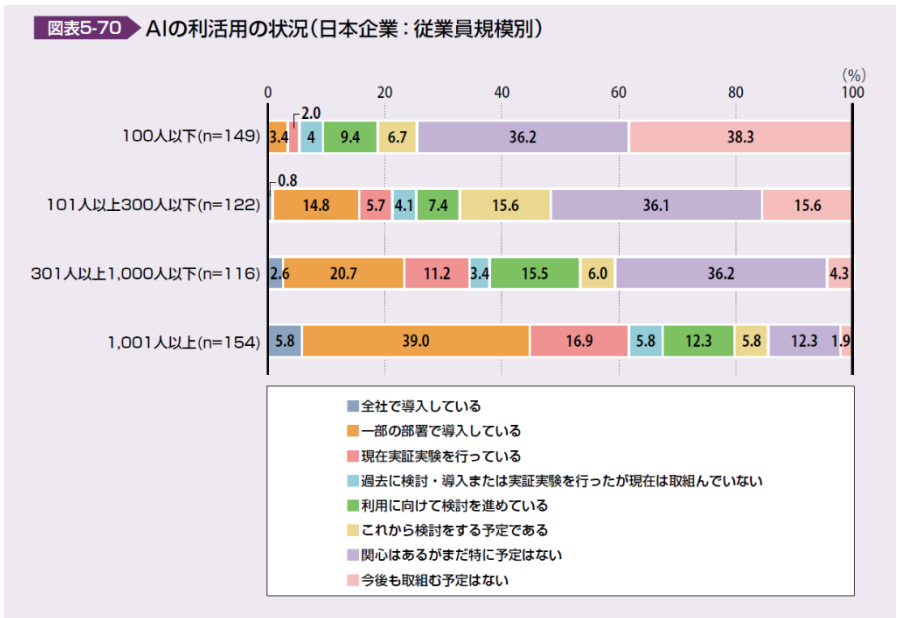 図表5-70 AIの利活用の状況（日本企業：従業員規模別）
(%)
0 20 40 60 80 100
2.0
100人以下(n=149) 3.4 4 9.4 6.7 36.2 38.3
0.8
101人以上300人以下(n=122) 14.8 5.7 4.1 7.4 15.6 36.1 15.6
301人以上1,000人以下(n=116) 2.6 20.7 11.2 3.4 15.5 6.0 36.2 4.3
1,001人以上(n=154) 5.8 39.0 16.9 5.8 12.3 5.8 12.3 1.9
全社で導入している
一部の部署で導入している
現在実証実験を行っている
過去に検討・導入または実証実験を行ったが現在は取組んでいない
利用に向けて検討を進めている
これから検討をする予定である
関心はあるがまだ特に予定はない
今後も取組む予定はない